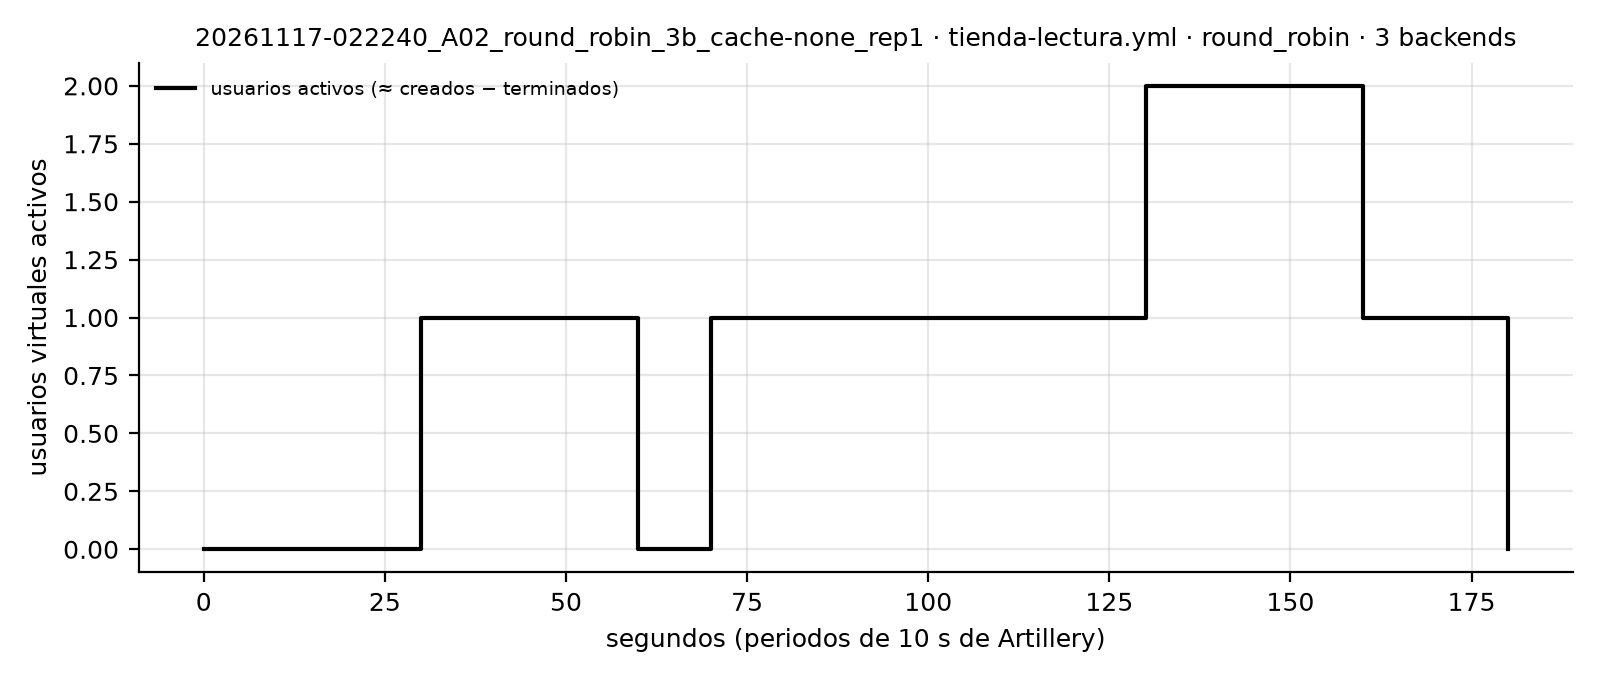 20261117-022240_A02_round_robin_3b_cache-none_rep1 · tienda-lectura.yml · round_robin · 3 backends
usuarios activos (≈ creados − terminados)
usuarios virtuales activos
2.00
1.75
1.50
1.25
1.00
0.75
0.50
0.25
0.00
0 25 50 75 100 125 150 175
segundos (periodos de 10 s de Artillery)